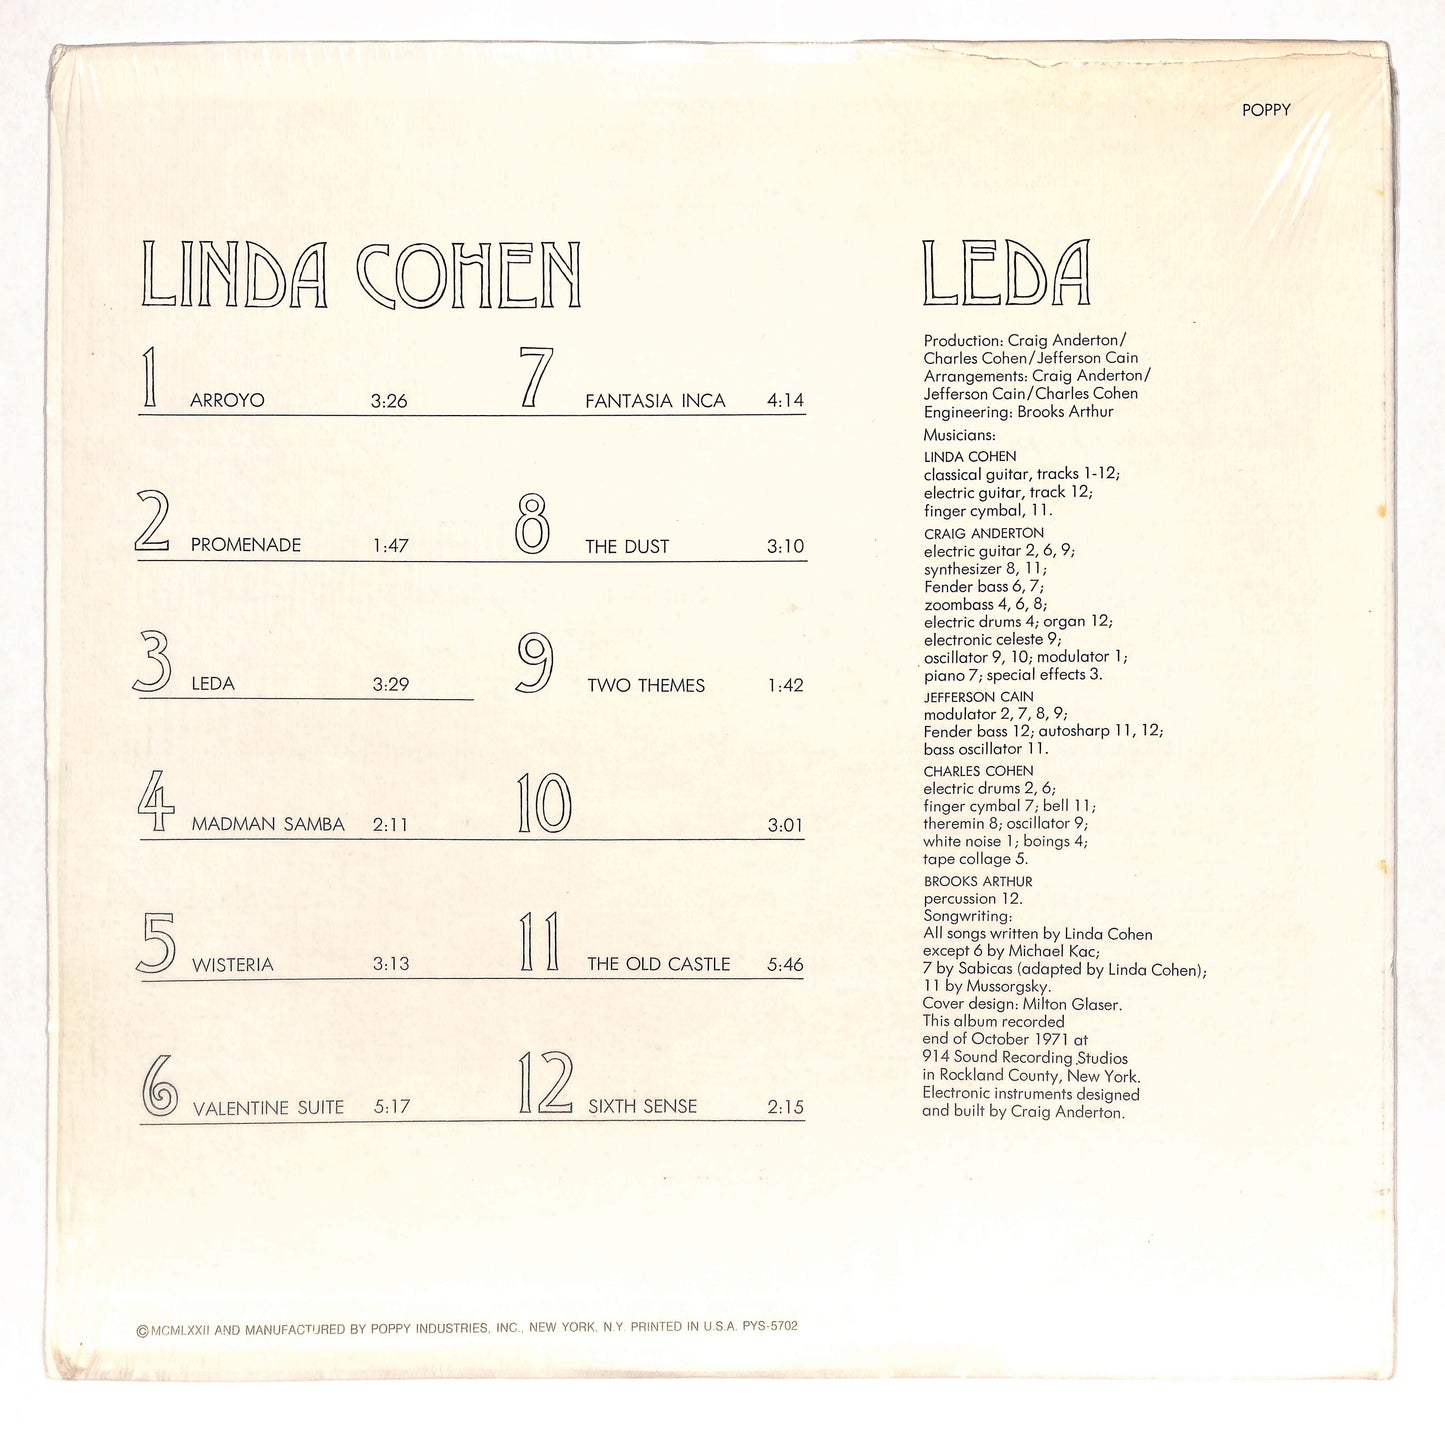 POPPY
LINDA COHEN
1 ARROYO 3:26
2 PROMENADE 1:47
3 LEDA 3:29
4 MADMAN SAMBA 2:11
5 WISTERIA 3:13
6 VALENTINE SUITE 5:17
7 FANTASIA INCA 4:14
8 THE DUST 3:10
9 TWO THEMES 1:42
10 3:01
11 THE OLD CASTLE 5:46
12 SIXTH SENSE 2:15
LEDA
Production: Craig Anderton/
Charles Cohen/Jefferson Cain
Arrangements: Craig Anderton/
Jefferson Cain/Charles Cohen
Engineering: Brooks Arthur
Musicians:
LINDA COHEN
classical guitar, tracks 1-12;
electric guitar, track 12;
finger cymbal, 11.
CRAIG ANDERTON
electric guitar 2, 6, 9;
synthesizer 8, 11;
Fender bass 6, 7;
zoombass 4, 6, 8;
electric drums 4; organ 12;
electronic celeste 9;
oscillator 9, 10; modulator 1;
piano 7; special effects 3.
JEFFERSON CAIN
modulator 2, 7, 8, 9;
Fender bass 12; autosharp 11, 12;
bass oscillator 11.
CHARLES COHEN
electric drums 2, 6;
finger cymbal 7; bell 11;
theremin 8; oscillator 9;
white noise 1; boings 4;
tape collage 5.
BROOKS ARTHUR
percussion 12.
Songwriting:
All songs written by Linda Cohen
except 6 by Michael Kac;
7 by Sabicas (adapted by Linda Cohen);
11 by Mussorgsky.
Cover design: Milton Glaser.
This album recorded
end of October 1971 at
914 Sound Recording Studios
in Rockland County, New York.
Electronic instruments designed
and built by Craig Anderton.
© MCMLXXII AND MANUFACTURED BY POPPY INDUSTRIES, INC., NEW YORK, N.Y. PRINTED IN U.S.A. PYS-5702